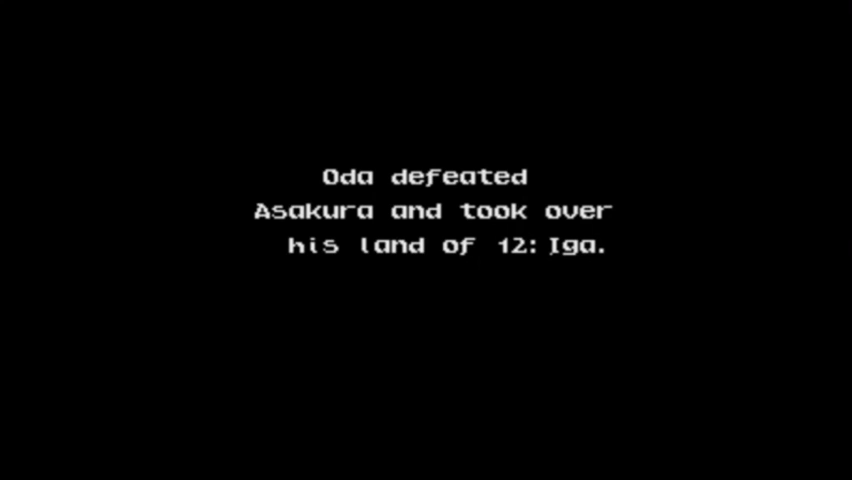 Oda defeated
Asakura and took over
his land of 12: Iga.